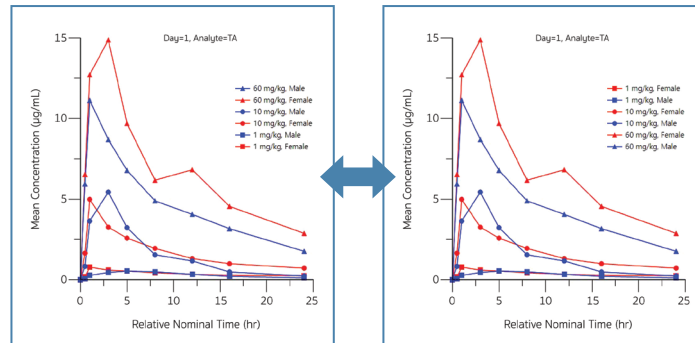 Day=1, Analyte=TA
15
10
5
0
Mean Concentration (µg/mL)
60 mg/kg, Male
60 mg/kg, Female
10 mg/kg, Male
10 mg/kg, Female
1 mg/kg, Male
1 mg/kg, Female
0 5 10 15 20 25
Relative Nominal Time (hr)
Day=1, Analyte=TA
15
10
5
0
Mean Concentration (µg/mL)
1 mg/kg, Female
1 mg/kg, Male
10 mg/kg, Female
10 mg/kg, Male
60 mg/kg, Female
60 mg/kg, Male
0 5 10 15 20 25
Relative Nominal Time (hr)